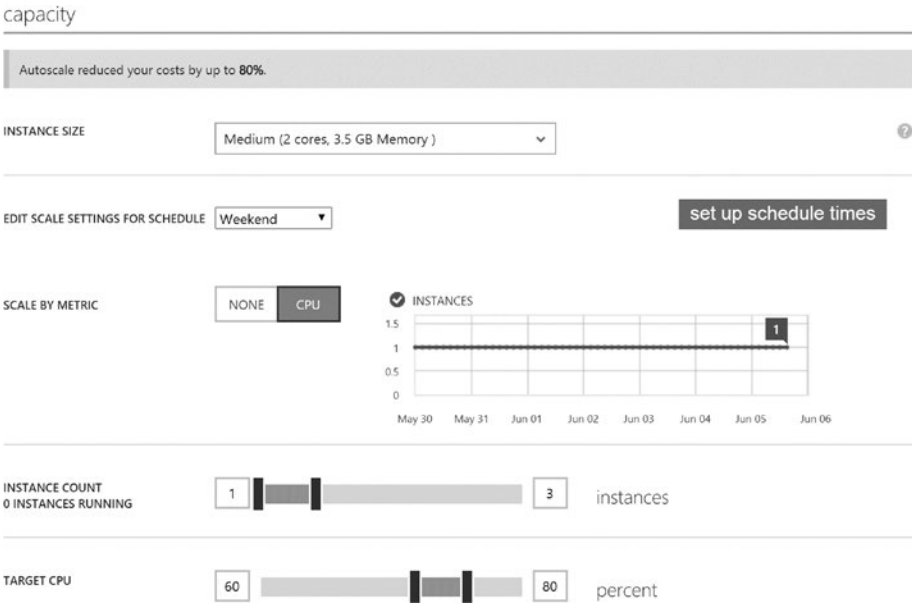 capacity
Autoscale reduced your costs by up to 80%.
INSTANCE SIZE
Medium (2 cores, 3.5 GB Memory )
?
EDIT SCALE SETTINGS FOR SCHEDULE
Weekend
set up schedule times
SCALE BY METRIC
NONE
CPU
INSTANCES
1.5
1
0.5
0
1
May 30 May 31 Jun 01 Jun 02 Jun 03 Jun 04 Jun 05 Jun 06
INSTANCE COUNT
0 INSTANCES RUNNING
1
3
instances
TARGET CPU
60
80
percent